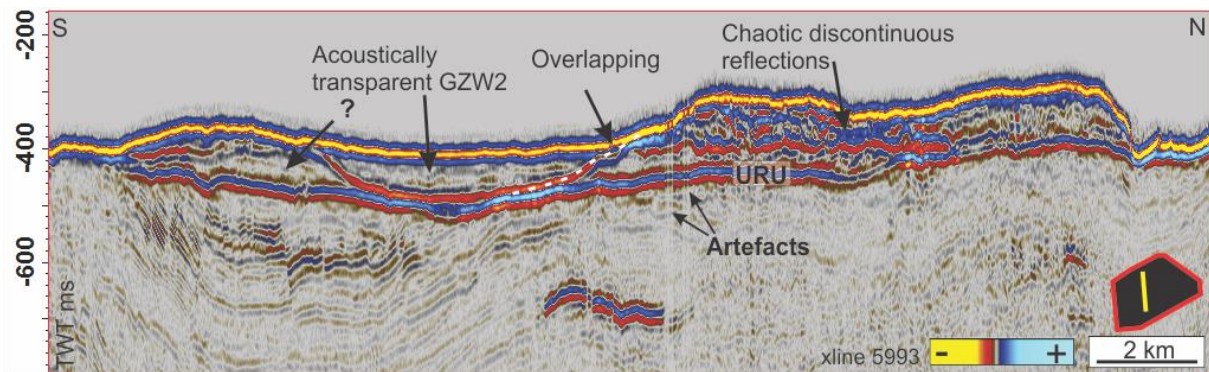 S
N
-200
-400
-600
TWT ms
Acoustically
transparent GZW2
?
Overlapping
Chaotic discontinuous
reflections
URU
Artefacts
xline 5993
- +
2 km